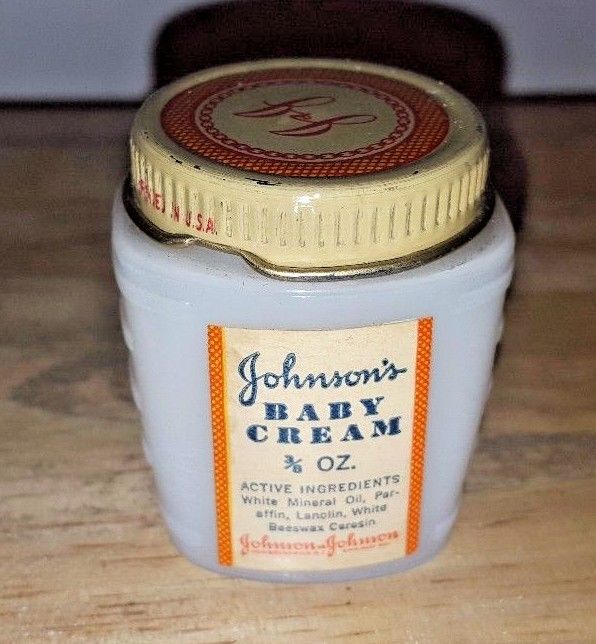 J&J
IN U.S.A.
Johnson's
BABY
CREAM
⅜ OZ.
ACTIVE INGREDIENTS
White Mineral Oil, Par-
affin, Lanolin, White
Beeswax Ceresin
Johnson & Johnson